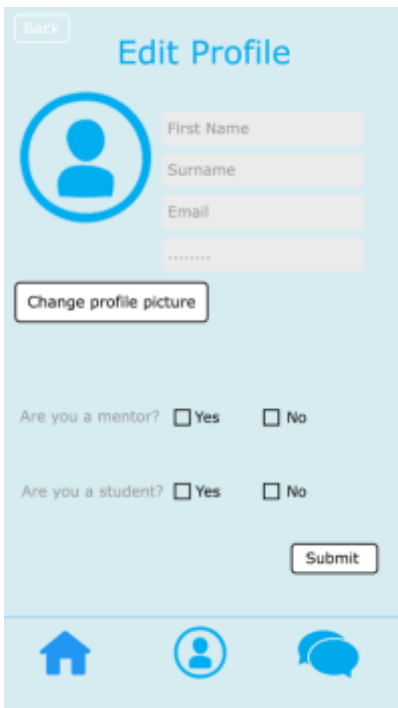 Back
Edit Profile
First Name
Surname
Email
........
Change profile picture
Are you a mentor? Yes No
Are you a student? Yes No
Submit